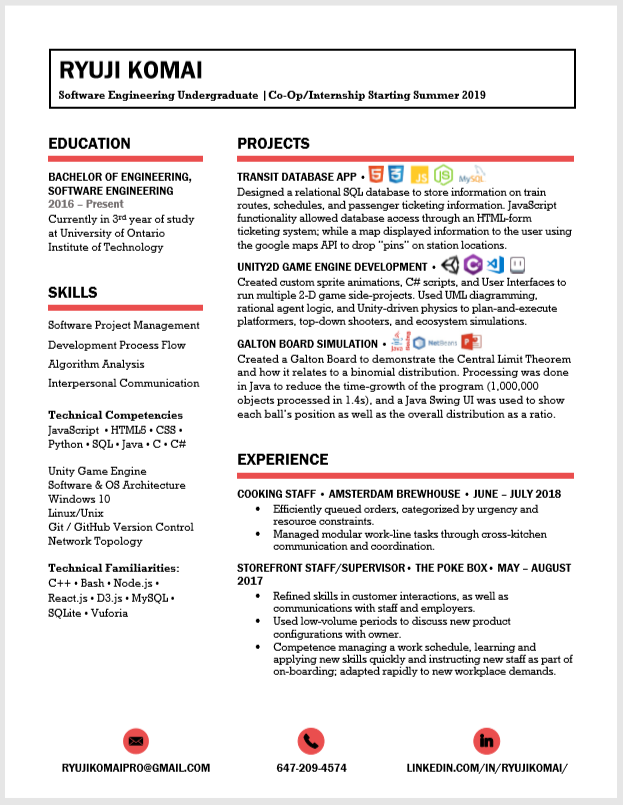 RYUJI KOMAI
Software Engineering Undergraduate | Co-Op/Internship Starting Summer 2019
EDUCATION
BACHELOR OF ENGINEERING,
SOFTWARE ENGINEERING
2016 – Present
Currently in 3rd year of study
at University of Ontario
Institute of Technology
SKILLS
Software Project Management
Development Process Flow
Algorithm Analysis
Interpersonal Communication
Technical Competencies
JavaScript • HTML5 • CSS •
Python • SQL • Java • C • C#
Unity Game Engine
Software & OS Architecture
Windows 10
Linux/Unix
Git / GitHub Version Control
Network Topology
Technical Familiarities:
C++ • Bash • Node.js •
React.js • D3.js • MySQL •
SQLite • Vuforia
PROJECTS
TRANSIT DATABASE APP • 5 3 JS JS MySQL
Designed a relational SQL database to store information on train
routes, schedules, and passenger ticketing information. JavaScript
functionality allowed database access through an HTML-form
ticketing system; while a map displayed information to the user using
the google maps API to drop "pins" on station locations.
UNITY2D GAME ENGINE DEVELOPMENT • C#
Created custom sprite animations, C# scripts, and User Interfaces to
run multiple 2-D game side-projects. Used UML diagramming,
rational agent logic, and Unity-driven physics to plan-and-execute
platformers, top-down shooters, and ecosystem simulations.
GALTON BOARD SIMULATION • Java NetBeans P
Created a Galton Board to demonstrate the Central Limit Theorem
and how it relates to a binomial distribution. Processing was done
in Java to reduce the time-growth of the program (1,000,000
objects processed in 1.4s), and a Java Swing UI was used to show
each ball's position as well as the overall distribution as a ratio.
EXPERIENCE
COOKING STAFF • AMSTERDAM BREWHOUSE • JUNE – JULY 2018
• Efficiently queued orders, categorized by urgency and
resource constraints.
• Managed modular work-line tasks through cross-kitchen
communication and coordination.
STOREFRONT STAFF/SUPERVISOR • THE POKE BOX • MAY – AUGUST
2017
• Refined skills in customer interactions, as well as
communications with staff and employers.
• Used low-volume periods to discuss new product
configurations with owner.
• Competence managing a work schedule, learning and
applying new skills quickly and instructing new staff as part of
on-boarding; adapted rapidly to new workplace demands.
in
RYUJIKOMAIPRO@GMAIL.COM
647-209-4574
LINKEDIN.COM/IN/RYUJIKOMAI/